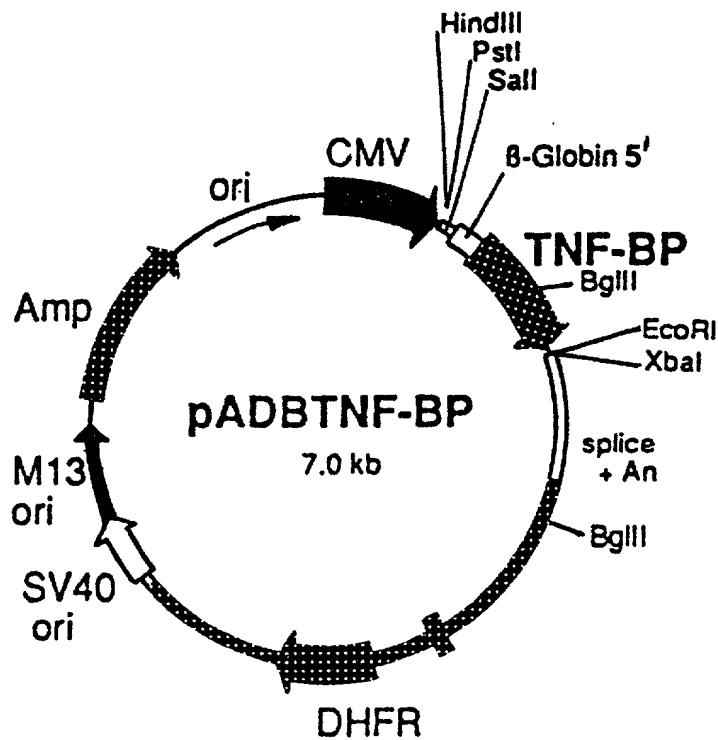 HindIII
PstI
SalI
CMV
β-Globin 5'
ori
TNF-BP
BglII
Amp
EcoRI
XbaI
pADBTNF-BP
7.0 kb
splice
+ An
M13
ori
BglII
SV40
ori
DHFR